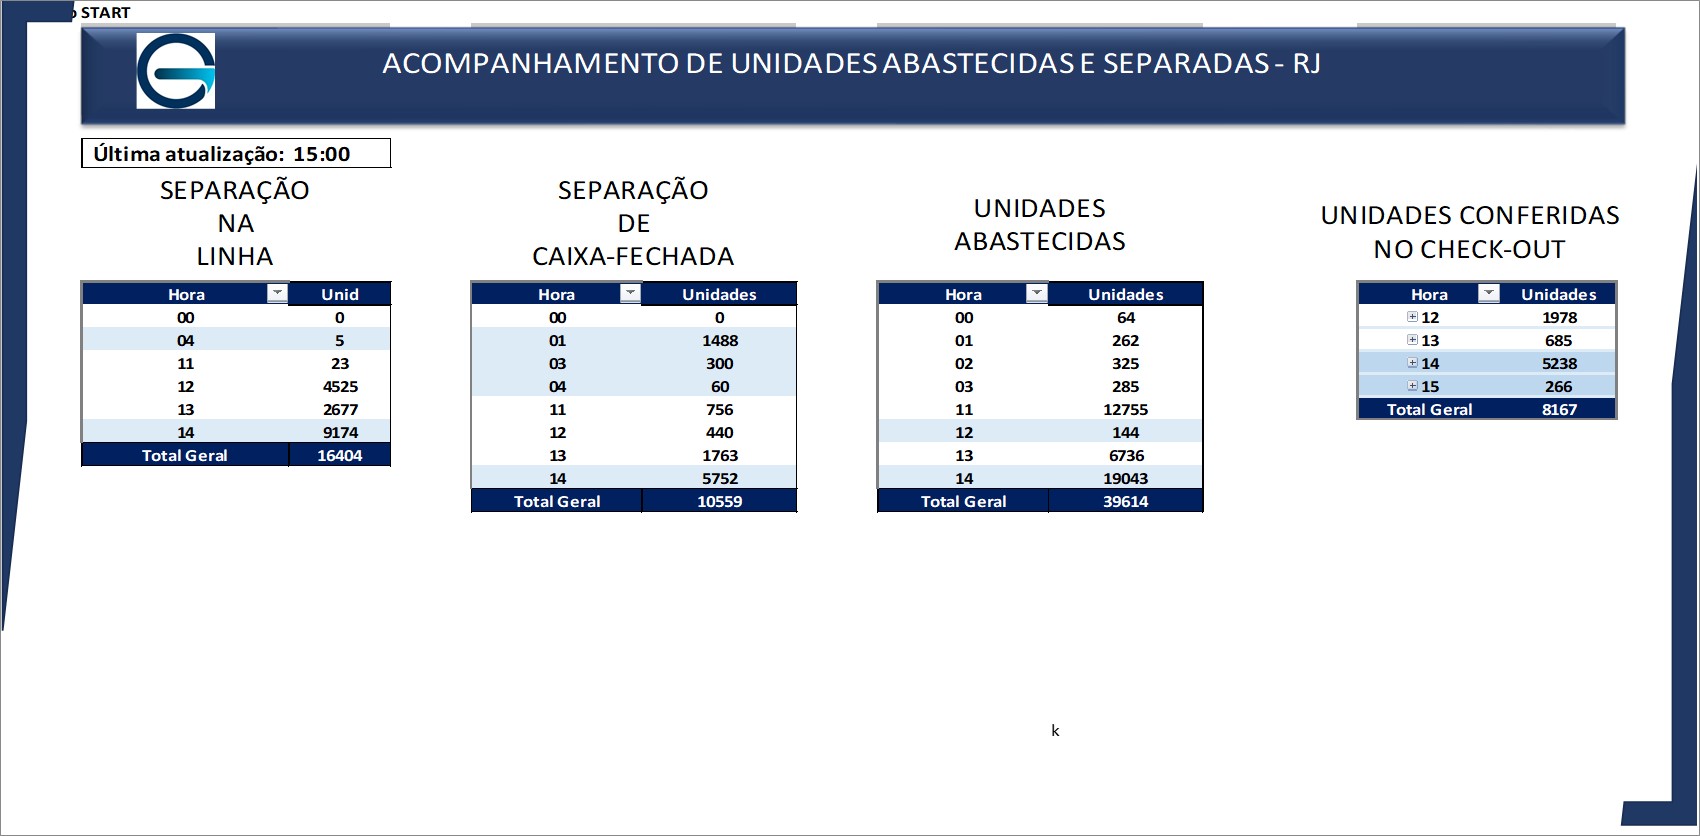 START
ACOMPANHAMENTO DE UNIDADES ABASTECIDAS E SEPARADAS - RJ
Última atualização: 15:00
SEPARAÇÃO
NA
LINHA
Hora Unid
00 0
04 5
11 23
12 4525
13 2677
14 9174
Total Geral 16404
SEPARAÇÃO
DE
CAIXA-FECHADA
Hora Unidades
00 0
01 1488
03 300
04 60
11 756
12 440
13 1763
14 5752
Total Geral 10559
UNIDADES
ABASTECIDAS
Hora Unidades
00 64
01 262
02 325
03 285
11 12755
12 144
13 6736
14 19043
Total Geral 39614
UNIDADES CONFERIDAS
NO CHECK-OUT
Hora Unidades
12 1978
13 685
14 5238
15 266
Total Geral 8167
k